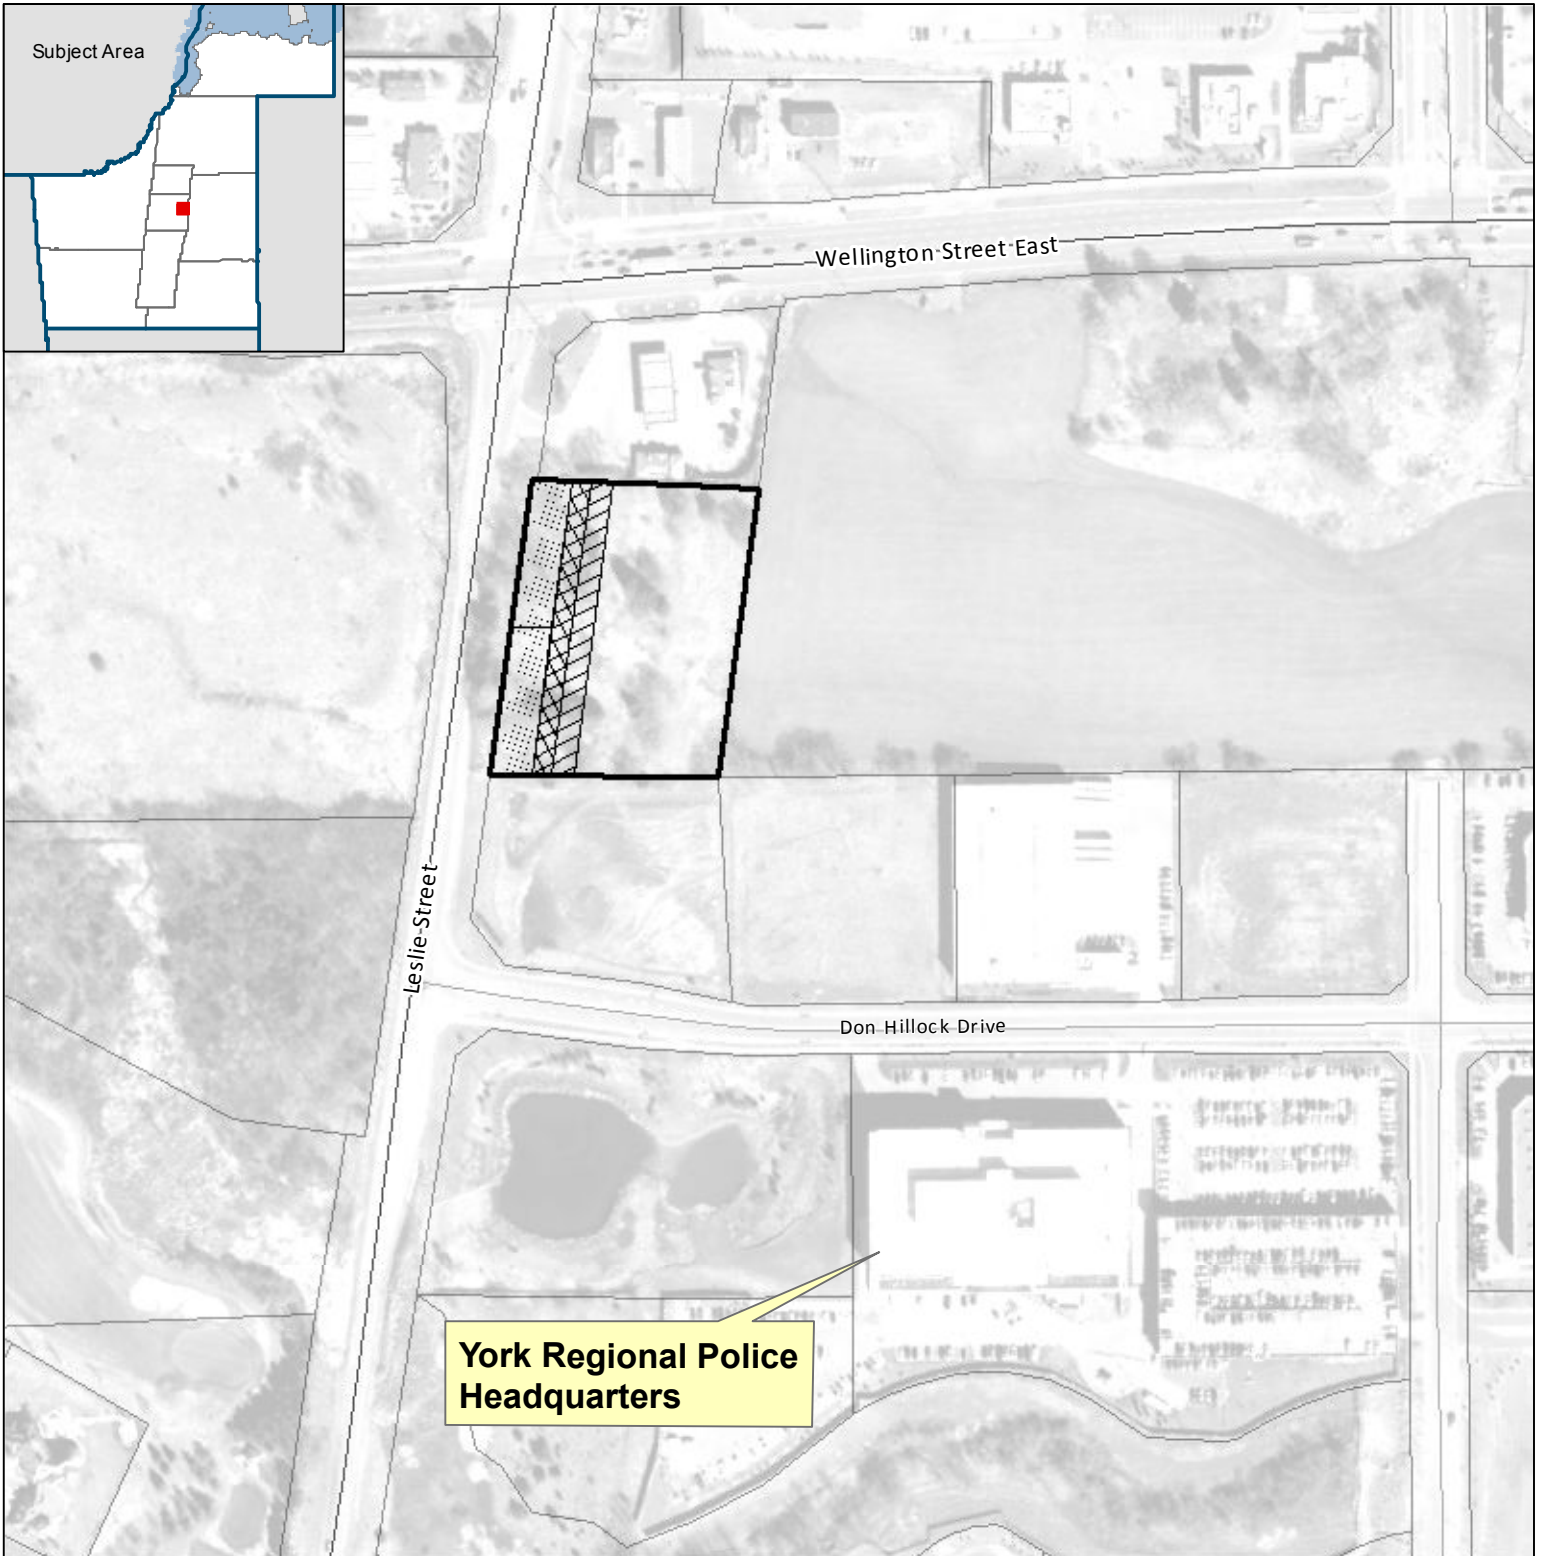 Subject Area
Wellington Street East
Leslie Street
Don Hillock Drive
York Regional Police
Headquarters